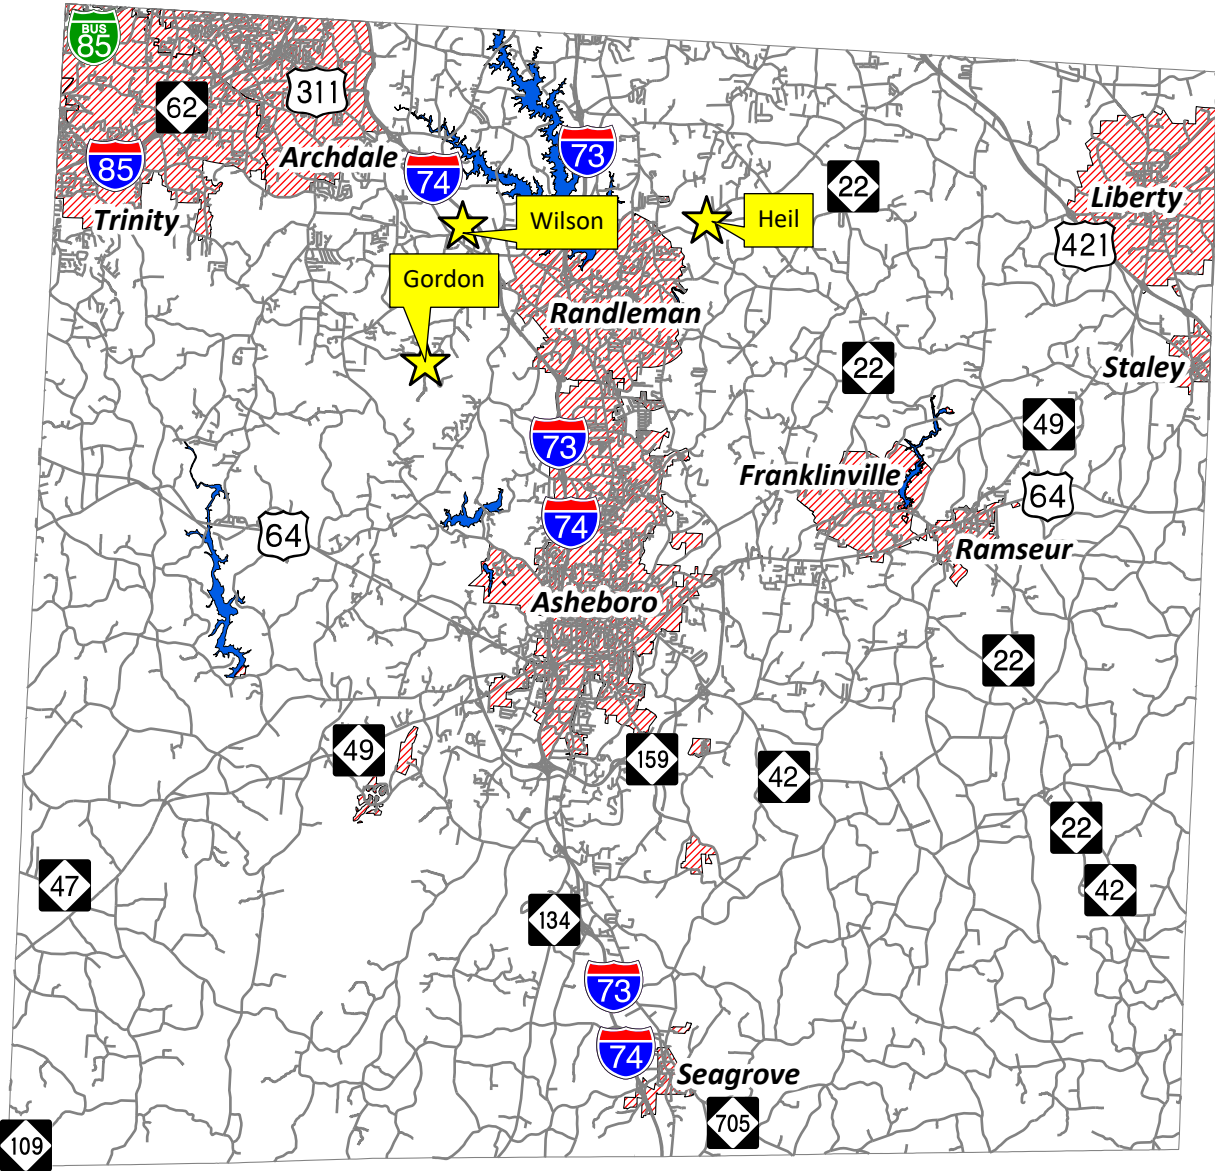 BUS
85
62
311
85
Archdale
74
73
22
Liberty
Trinity
Wilson
Heil
421
Gordon
Randleman
Staley
22
49
73
Franklinville
64
74
64
Ramseur
Asheboro
22
49
159
42
22
47
42
134
73
74
Seagrove
705
109